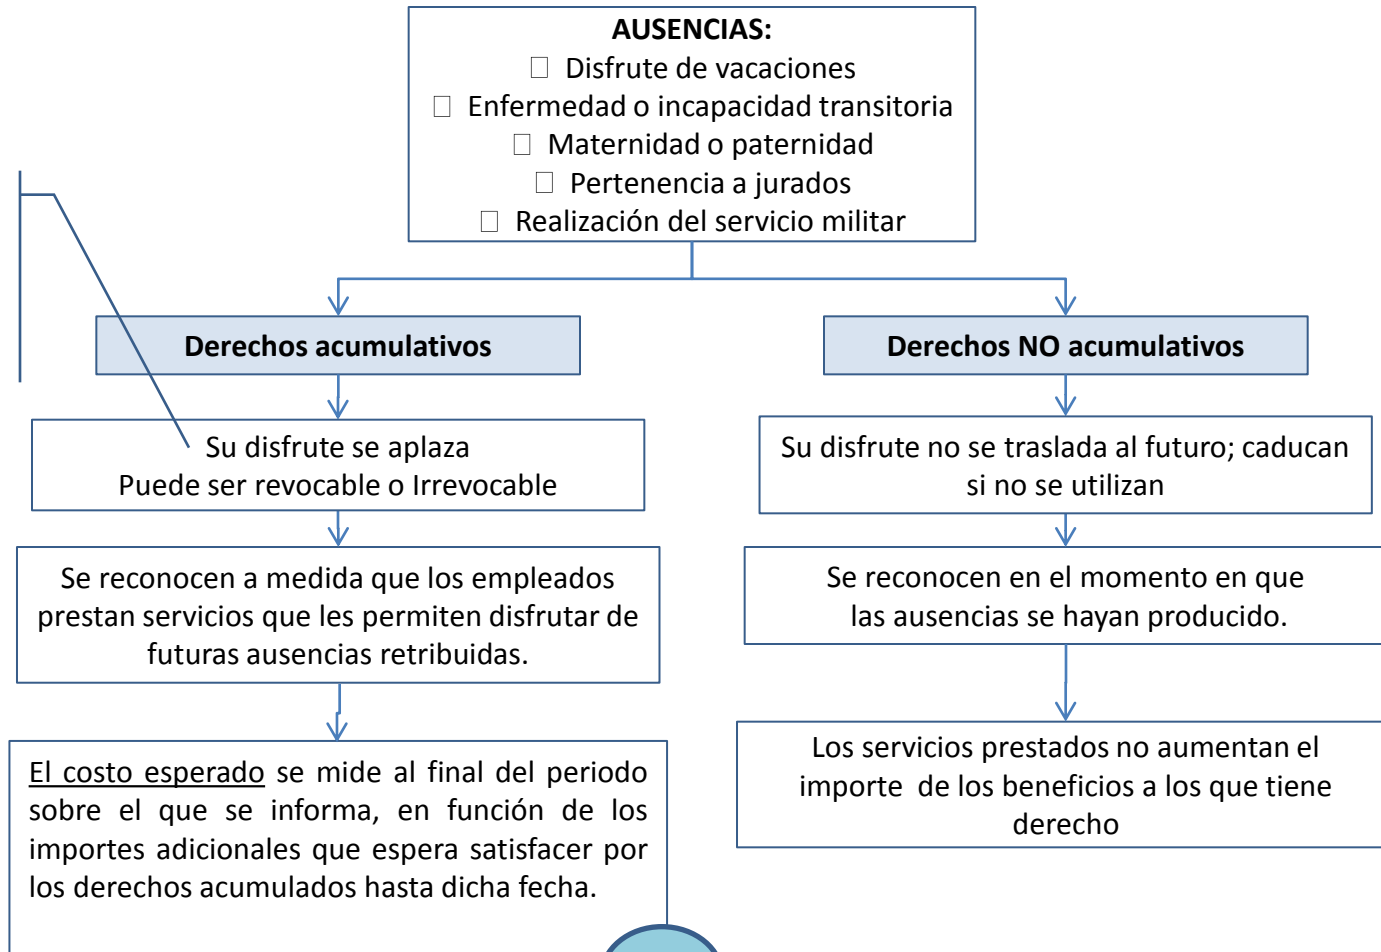 AUSENCIAS:
Disfrute de vacaciones
Enfermedad o incapacidad transitoria
Maternidad o paternidad
Pertenencia a jurados
Realización del servicio militar
Derechos acumulativos
Su disfrute se aplaza
Puede ser revocable o Irrevocable
Se reconocen a medida que los empleados
prestan servicios que les permiten disfrutar de
futuras ausencias retribuidas.
El costo esperado se mide al final del periodo
sobre el que se informa, en función de los
importes adicionales que espera satisfacer por
los derechos acumulados hasta dicha fecha.
Derechos NO acumulativos
Su disfrute no se traslada al futuro; caducan
si no se utilizan
Se reconocen en el momento en que
las ausencias se hayan producido.
Los servicios prestados no aumentan el
importe de los beneficios a los que tiene
derecho